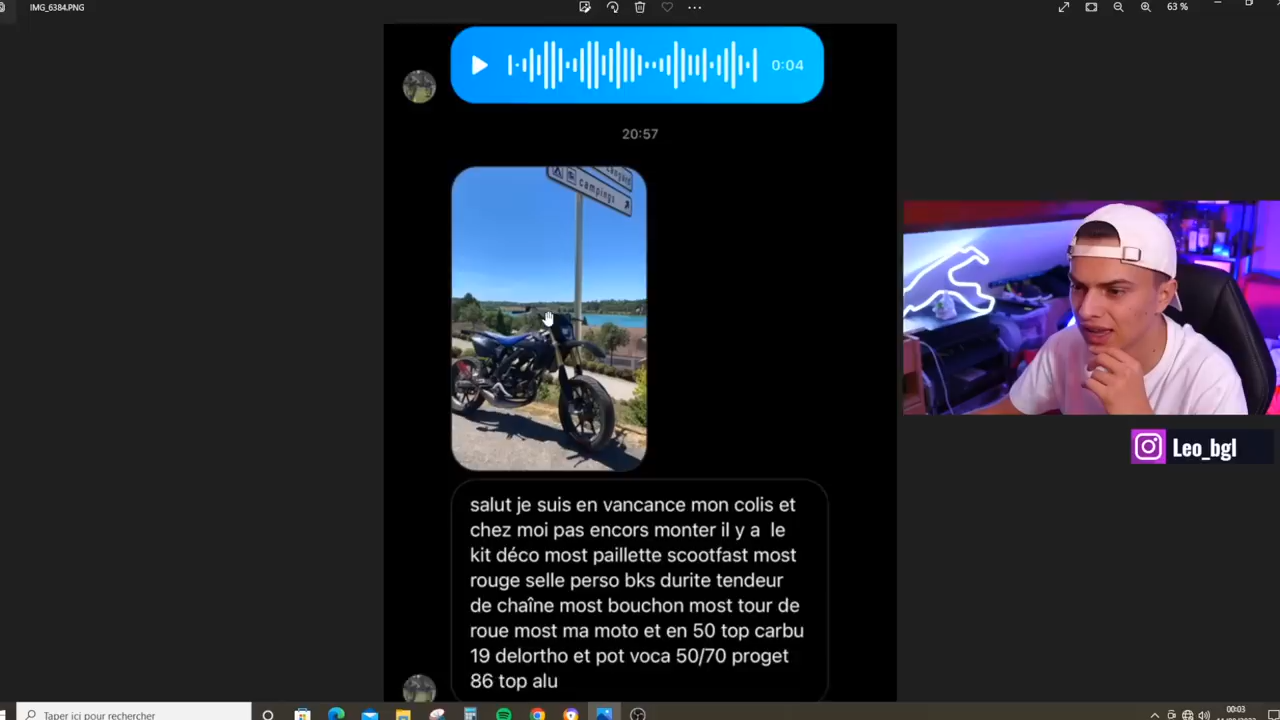 IMG_6384.PNG
63 %
0:04
20:57
campings
salut je suis en vancance mon colis et
chez moi pas encors monter il y a le
kit déco most paillette scootfast most
rouge selle perso bks durite tendeur
de chaîne most bouchon most tour de
roue most ma moto et en 50 top carbu
19 delortho et pot voca 50/70 proget
86 top alu
Leo_bgl
Taper ici pour rechercher
00:03